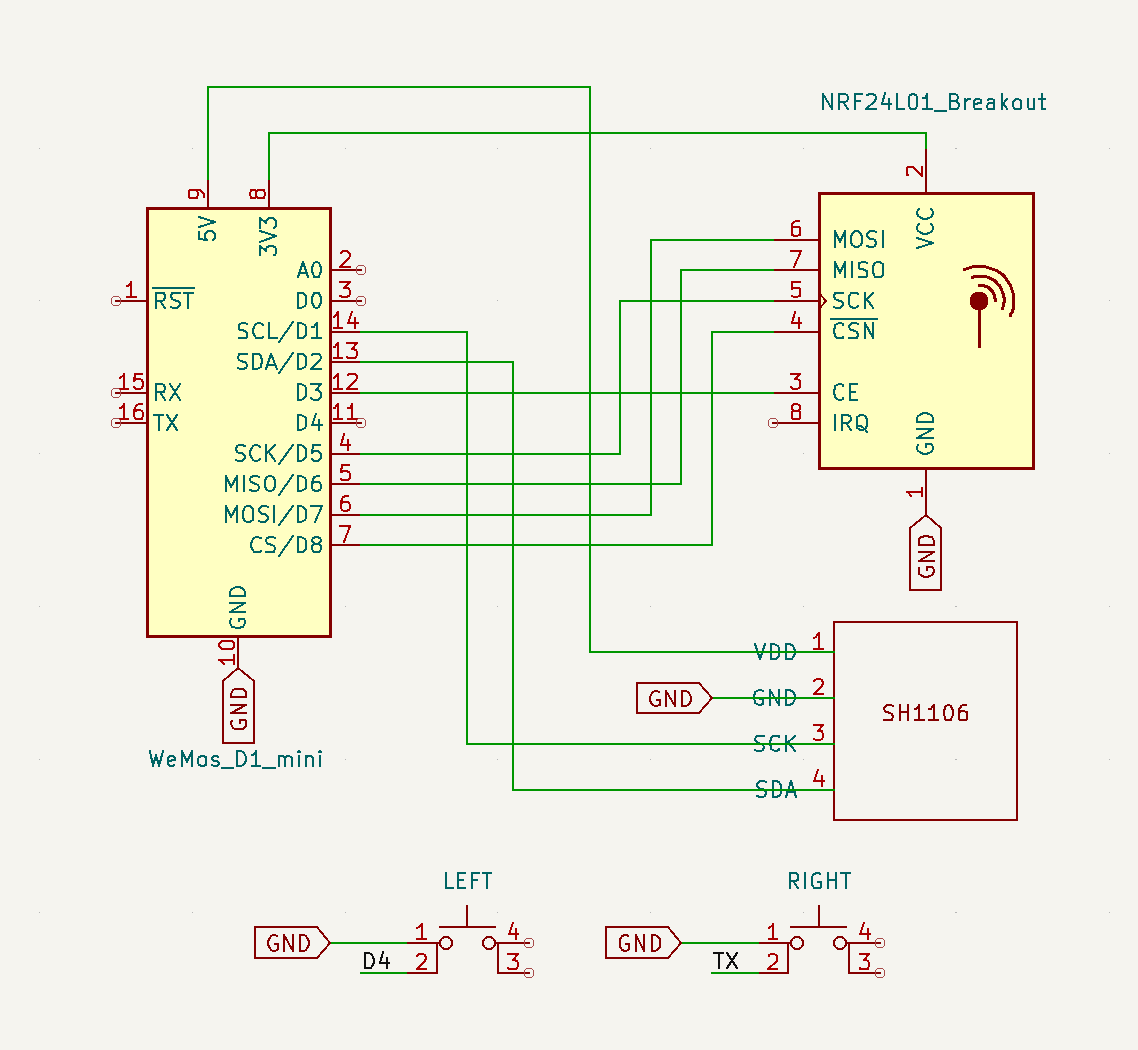 NRF24L01_Breakout
9
8
5V
3V3
2
VCC
1
RST
A0
2
D0
3
SCL/D1
14
SDA/D2
13
15
RX
D3
12
16
TX
D4
11
SCK/D5
4
MISO/D6
5
MOSI/D7
6
CS/D8
7
GND
10
GND
WeMos_D1_mini
6
MOSI
7
MISO
5
SCK
4
CSN
3
CE
8
IRQ
GND
1
GND
VDD
1
GND
GND
2
SCK
3
SDA
4
SH1106
LEFT
GND
1
4
D4
2
3
RIGHT
GND
1
4
TX
2
3